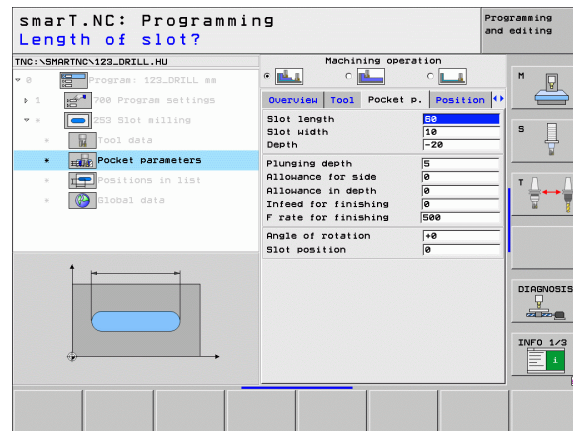 smarT.NC: Programming
Programming and editing
Length of slot?
TNC:\SMARTNC\123_DRILL.HU
Machining operation
0 Program: 123_DRILL mm
1 700 Program settings
* 253 Slot milling
* Tool data
* Pocket parameters
* Positions in list
* Global data
Overview Tool Pocket p. Position
Slot length 60
Slot width 10
Depth -20
Plunging depth 5
Allowance for side 0
Allowance in depth 0
Infeed for finishing 0
F rate for finishing 500
Angle of rotation +0
Slot position 0
M
S
T
DIAGNOSIS
INFO 1/3